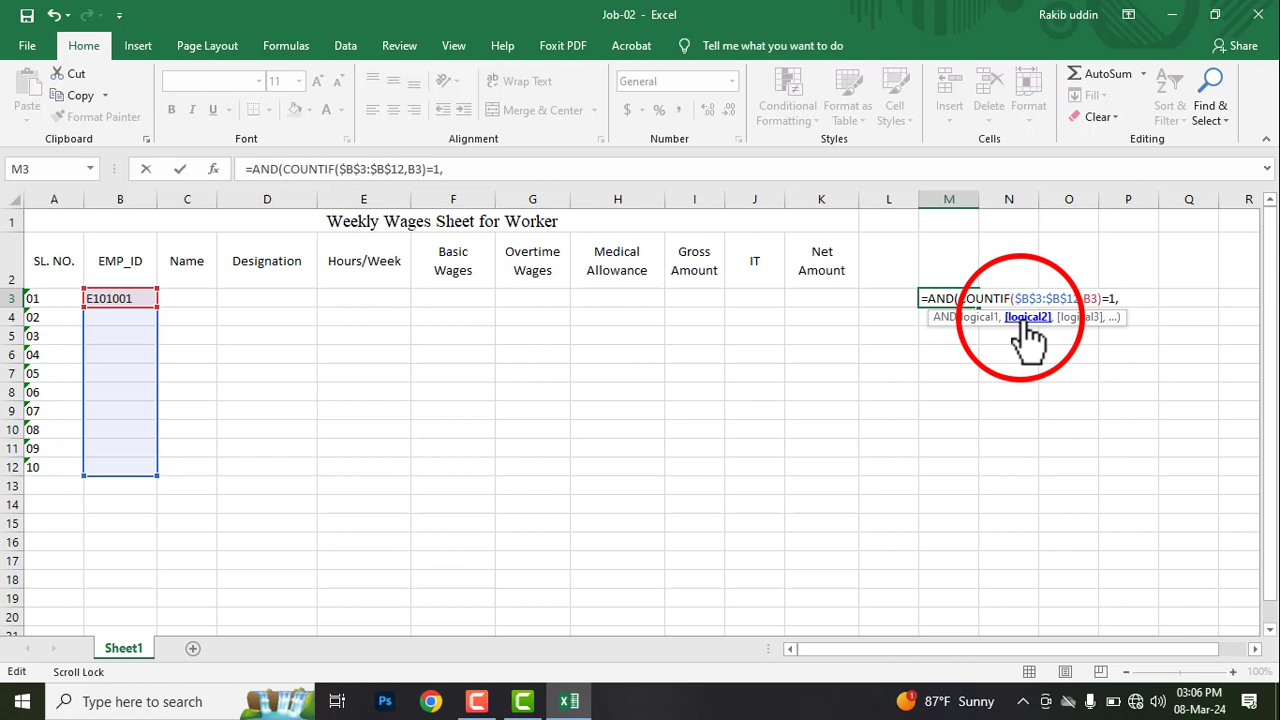 Job-02 - Excel
Rakib uddin
File Home Insert Page Layout Formulas Data Review View Help Foxit PDF Acrobat Tell me what you want to do Share
Paste
Cut
Copy
Format Painter
Clipboard
11
B I U
Font
Wrap Text
Merge & Center
Alignment
General
$ % ,
Number
Conditional Formatting
Format as Table
Cell Styles
Styles
Insert
Delete
Format
Cells
AutoSum
Fill
Clear
Sort & Filter
Find & Select
Editing
M3 fx =AND(COUNTIF($B$3:$B$12,B3)=1,
A B C D E F G H I J K L M N O P Q R
1 Weekly Wages Sheet for Worker
2 SL. NO. EMP_ID Name Designation Hours/Week Basic Wages Overtime Wages Medical Allowance Gross Amount IT Net Amount
3 01 E101001 =AND(COUNTIF($B$3:$B$12,B3)=1,
4 02 AND(logical1, [logical2], [logical3], ...)
5 03
6 04
7 05
8 06
9 07
10 08
11 09
12 10
13
14
15
16
17
18
19
20
21
Sheet1
Edit Scroll Lock 100%
Type here to search
Ps
87°F Sunny
03:06 PM
08-Mar-24